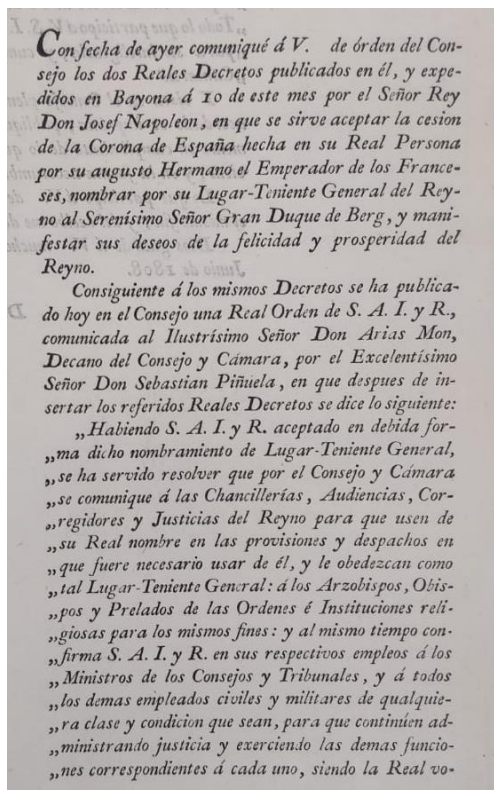 Con fecha de ayer comuniqué á V. de órden del Con-
sejo los dos Reales Decretos publicados en él, y expe-
didos en Bayona á 10 de este mes por el Señor Rey
Don Josef Napoleon, en que se sirve aceptar la cesion
de la Corona de España hecha en su Real Persona
por su augusto Hermano el Emperador de los France-
ses, nombrar por su Lugar-Teniente General del Rey-
no al Serenísimo Señor Gran Duque de Berg, y mani-
festar sus deseos de la felicidad y prosperidad del
Reyno.
Consiguiente á los mismos Decretos se ha publica-
do hoy en el Consejo una Real Orden de S. A. I. y R.,
comunicada al Ilustrísimo Señor Don Arias Mon,
Decano del Consejo y Cámara, por el Excelentísimo
Señor Don Sebastian Piñuela, en que despues de in-
sertar los referidos Reales Decretos se dice lo siguiente:
„Habiendo S. A. I. y R. aceptado en debida for-
„ma dicho nombramiento de Lugar-Teniente General,
„se ha servido resolver que por el Consejo y Cámara
„se comunique á las Chancillerías, Audiencias, Cor-
„regidores y Justicias del Reyno para que usen de
„su Real nombre en las provisiones y despachos en
„que fuere necesario usar de él, y le obedezcan como
„tal Lugar-Teniente General: á los Arzobispos, Obis-
„pos y Prelados de las Ordenes é Instituciones reli-
„giosas para los mismos fines: y al mismo tiempo con-
„firma S. A. I. y R. en sus respectivos empleos á los
„Ministros de los Consejos y Tribunales, y á todos
„los demas empleados civiles y militares de qualquie-
„ra clase y condicion que sean, para que continúen ad-
„ministrando justicia y exerciendo las demas funcio-
„nes correspondientes á cada uno, siendo la Real vo-